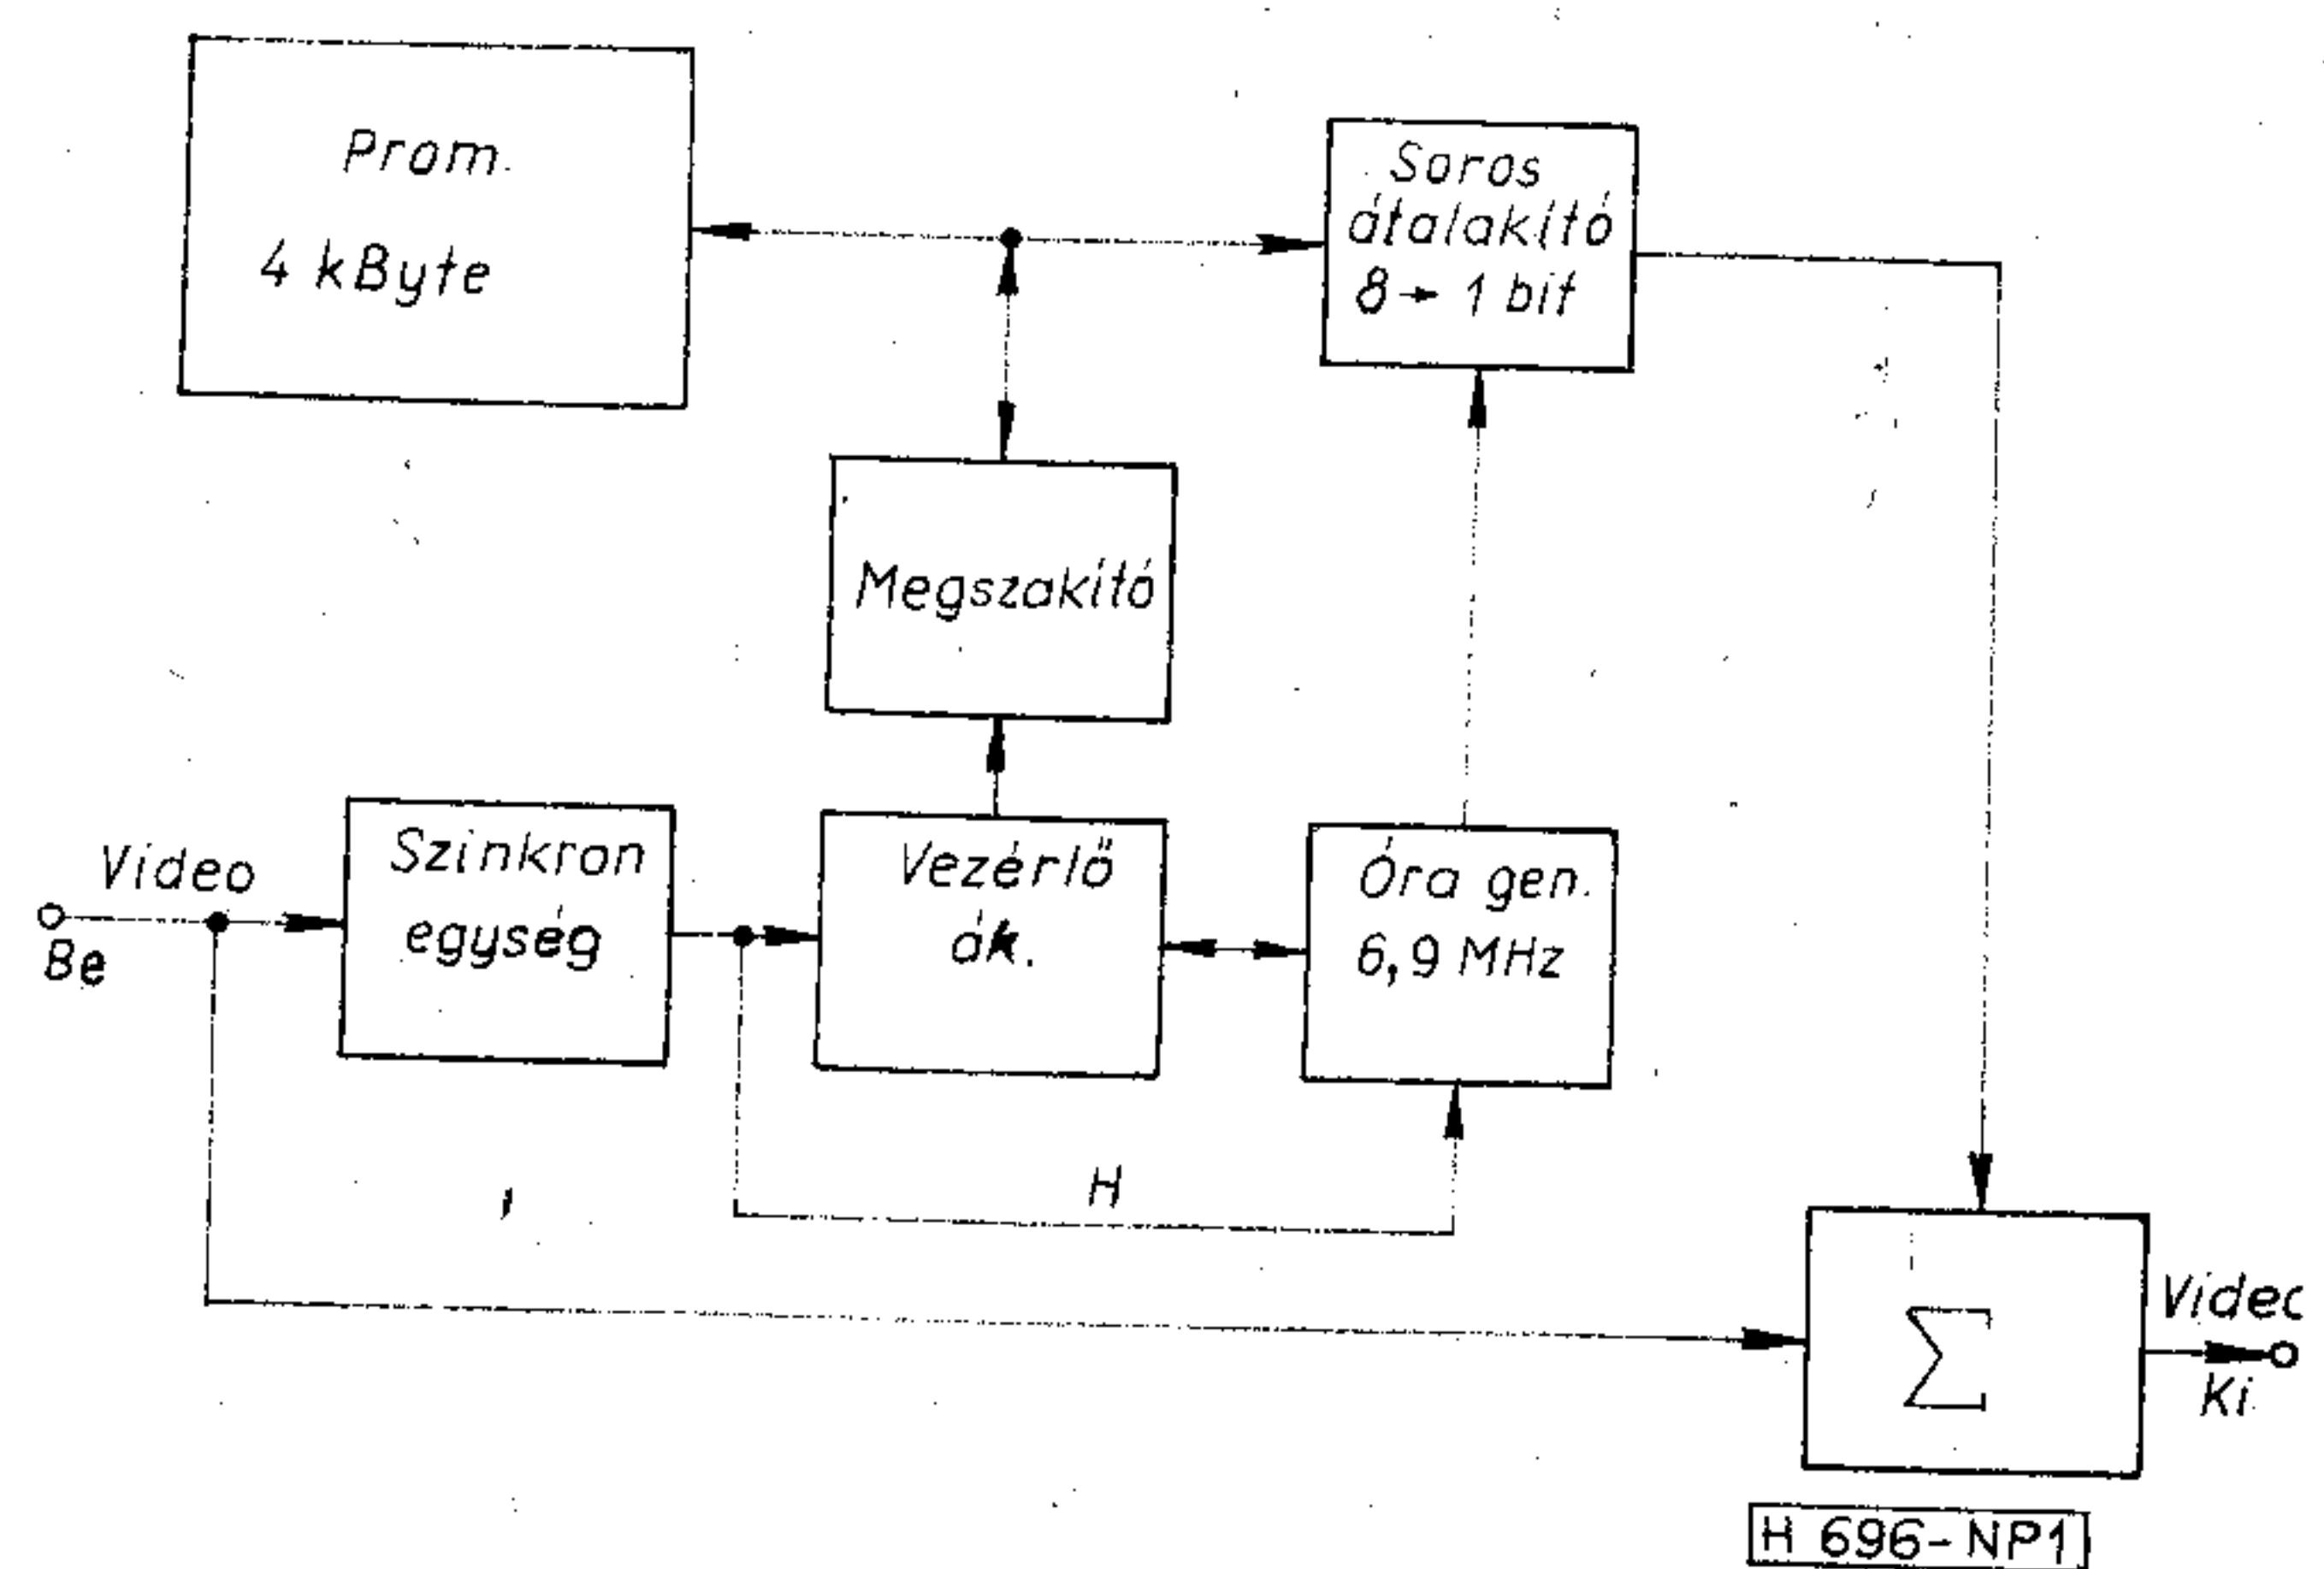 Prom.
4 kByte
Soros
átalakító
8 → 1 bit
Megszakító
Video
Be
Szinkron
egység
Vezérlő
ák.
Óra gen.
6,9 MHz
H
Σ
Video
Ki
H 696-NP1